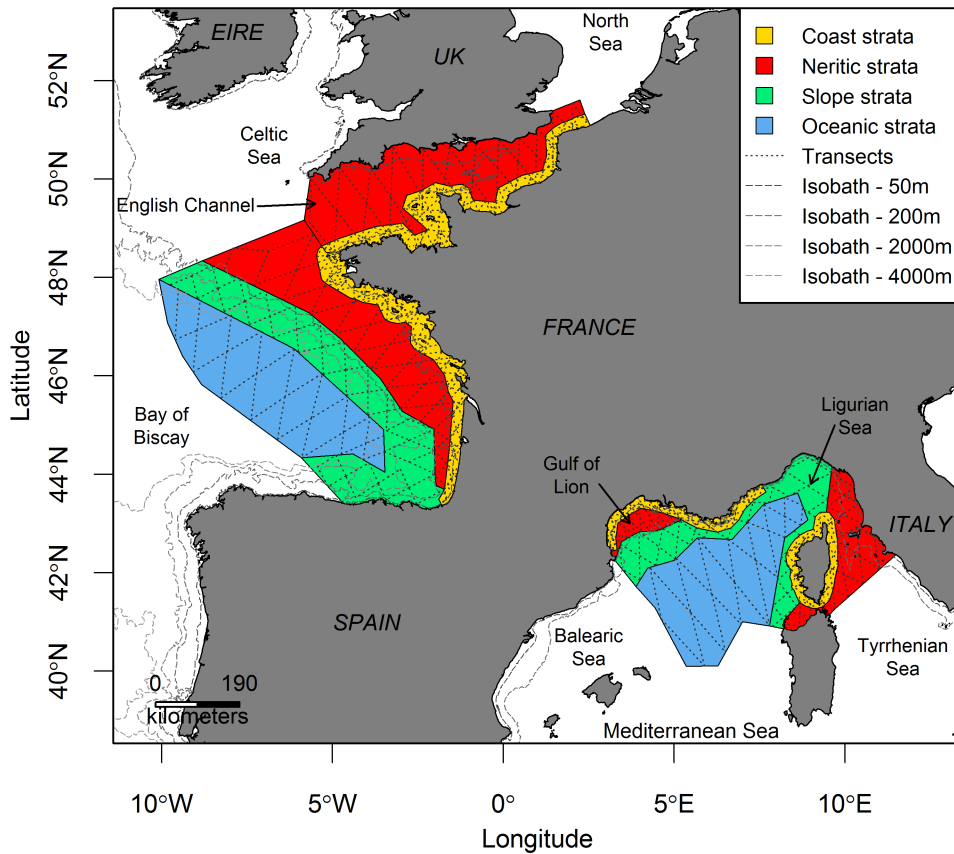 EIRE
UK
North
Sea
Celtic
Sea
English Channel
FRANCE
Bay of
Biscay
Ligurian
Sea
Gulf of
Lion
ITALY
SPAIN
Balearic
Sea
Tyrrhenian
Sea
Mediterranean Sea
0 190
kilometers
Coast strata
Neritic strata
Slope strata
Oceanic strata
Transects
Isobath - 50m
Isobath - 200m
Isobath - 2000m
Isobath - 4000m
Latitude
52°N
50°N
48°N
46°N
44°N
42°N
40°N
10°W 5°W 0° 5°E 10°E
Longitude